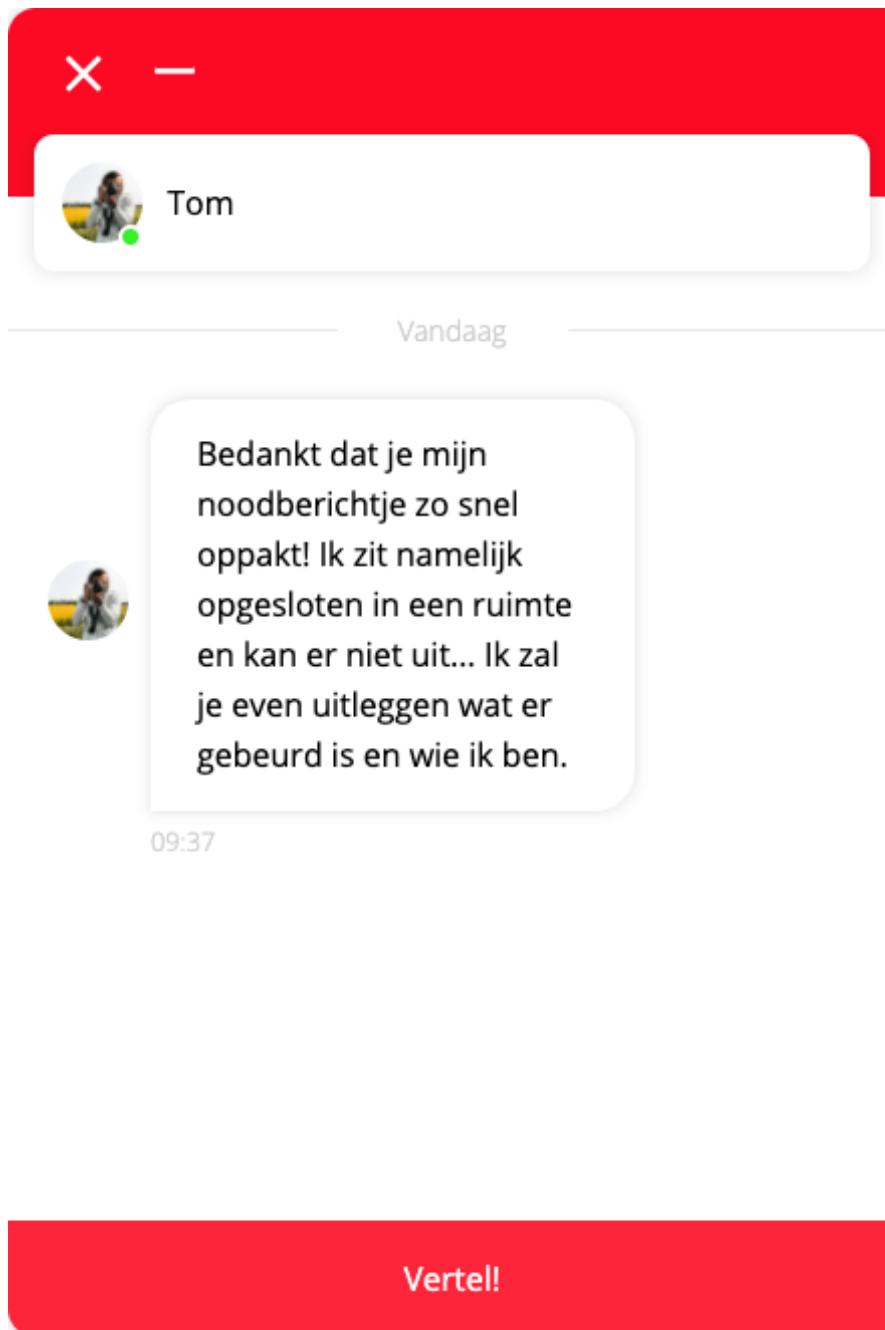 Tom
Vandaag
Bedankt dat je mijn
noodberichtje zo snel
oppakt! Ik zit namelijk
opgesloten in een ruimte
en kan er niet uit... Ik zal
je even uitleggen wat er
gebeurd is en wie ik ben.
09:37
Vertel!